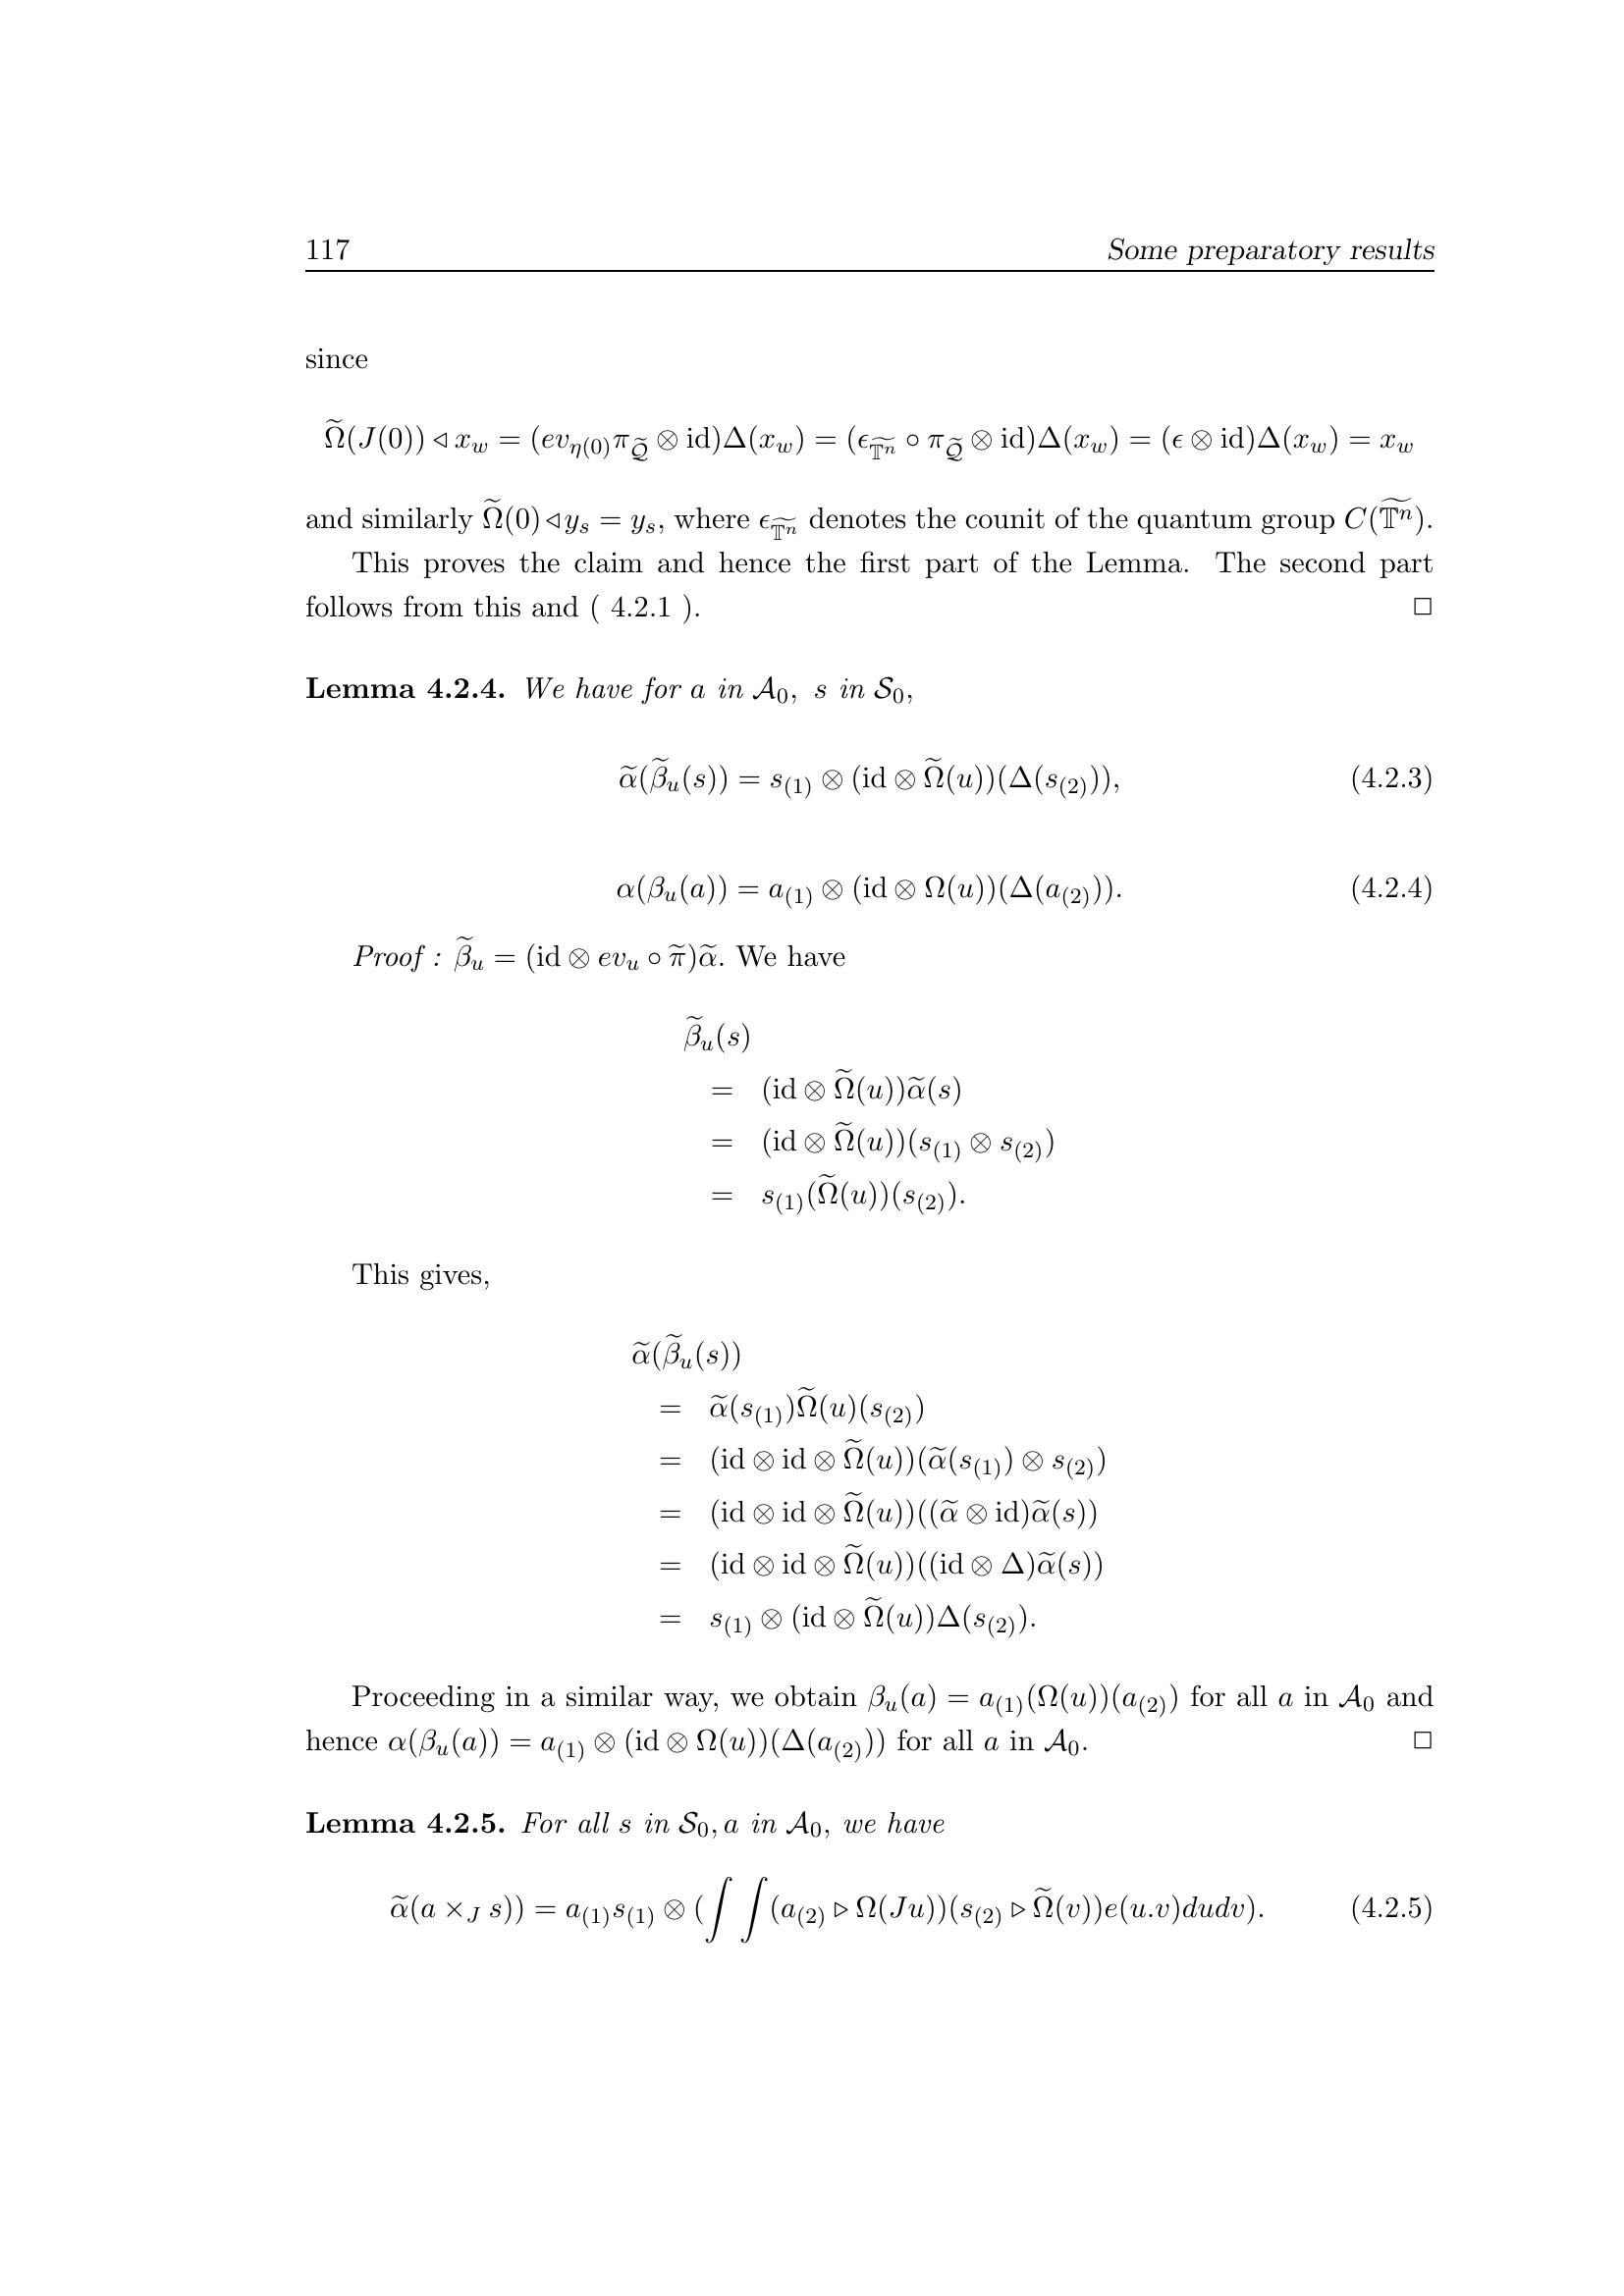 117 Some preparatory results
since
$\widetilde{\Omega}(J(0)) \triangleleft x_w = (ev_{\eta(0)} \pi_{\widetilde{\mathcal{Q}}} \otimes \mathrm{id})\Delta(x_w) = (\epsilon_{\widetilde{\mathbb{T}^n}} \circ \pi_{\widetilde{\mathcal{Q}}} \otimes \mathrm{id})\Delta(x_w) = (\epsilon \otimes \mathrm{id})\Delta(x_w) = x_w$
and similarly $\widetilde{\Omega}(0) \triangleleft y_s = y_s$, where $\epsilon_{\widetilde{\mathbb{T}^n}}$ denotes the counit of the quantum group $C(\widetilde{\mathbb{T}^n})$.
This proves the claim and hence the first part of the Lemma. The second part
follows from this and ( 4.2.1 ). □
Lemma 4.2.4. We have for $a$ in $\mathcal{A}_0$, $s$ in $\mathcal{S}_0$,
$\widetilde{\alpha}(\widetilde{\beta}_u(s)) = s_{(1)} \otimes (\mathrm{id} \otimes \widetilde{\Omega}(u))(\Delta(s_{(2)})),$ (4.2.3)
$\alpha(\beta_u(a)) = a_{(1)} \otimes (\mathrm{id} \otimes \Omega(u))(\Delta(a_{(2)})).$ (4.2.4)
Proof : $\widetilde{\beta}_u = (\mathrm{id} \otimes ev_u \circ \widetilde{\pi})\widetilde{\alpha}$. We have
$\widetilde{\beta}_u(s)$
$= (\mathrm{id} \otimes \widetilde{\Omega}(u))\widetilde{\alpha}(s)$
$= (\mathrm{id} \otimes \widetilde{\Omega}(u))(s_{(1)} \otimes s_{(2)})$
$= s_{(1)}(\widetilde{\Omega}(u))(s_{(2)}).$
This gives,
$\widetilde{\alpha}(\widetilde{\beta}_u(s))$
$= \widetilde{\alpha}(s_{(1)})\widetilde{\Omega}(u)(s_{(2)})$
$= (\mathrm{id} \otimes \mathrm{id} \otimes \widetilde{\Omega}(u))(\widetilde{\alpha}(s_{(1)}) \otimes s_{(2)})$
$= (\mathrm{id} \otimes \mathrm{id} \otimes \widetilde{\Omega}(u))((\widetilde{\alpha} \otimes \mathrm{id})\widetilde{\alpha}(s))$
$= (\mathrm{id} \otimes \mathrm{id} \otimes \widetilde{\Omega}(u))((\mathrm{id} \otimes \Delta)\widetilde{\alpha}(s))$
$= s_{(1)} \otimes (\mathrm{id} \otimes \widetilde{\Omega}(u))\Delta(s_{(2)}).$
Proceeding in a similar way, we obtain $\beta_u(a) = a_{(1)}(\Omega(u))(a_{(2)})$ for all $a$ in $\mathcal{A}_0$ and
hence $\alpha(\beta_u(a)) = a_{(1)} \otimes (\mathrm{id} \otimes \Omega(u))(\Delta(a_{(2)}))$ for all $a$ in $\mathcal{A}_0$. □
Lemma 4.2.5. For all $s$ in $\mathcal{S}_0, a$ in $\mathcal{A}_0$, we have
$\widetilde{\alpha}(a \times_J s)) = a_{(1)}s_{(1)} \otimes (\int \int (a_{(2)} \triangleright \Omega(Ju))(s_{(2)} \triangleright \widetilde{\Omega}(v))e(u.v)dudv).$ (4.2.5)